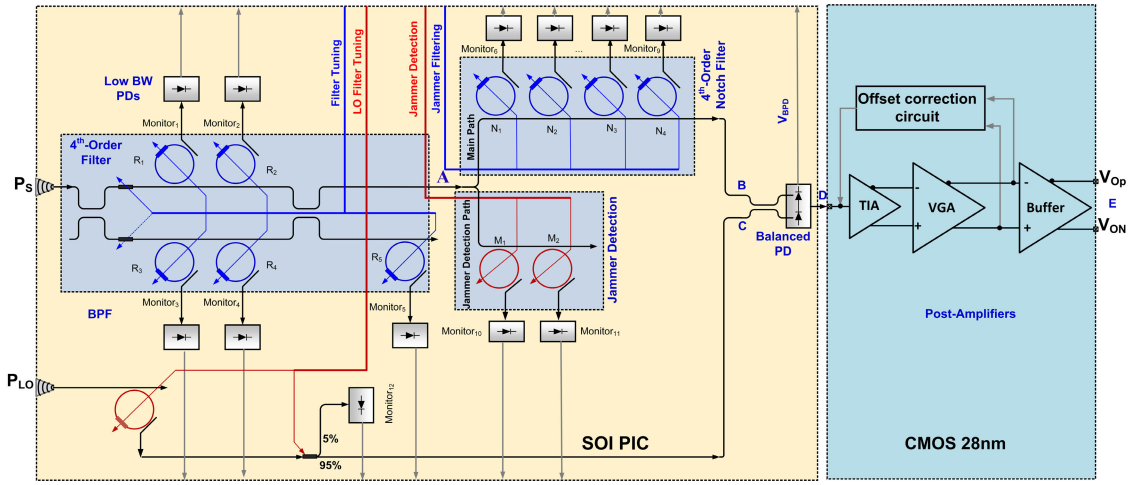 Low BW
PDs
Monitor1
Monitor2
Filter Tuning
LO Filter Tuning
Jammer Detection
Jammer Filtering
Monitor6
...
Monitor9
4th-Order
Notch Filter
Main Path
N1
N2
N3
N4
VBPD
4th-Order
Filter
R1
R2
PS
A
R3
R4
R5
Monitor3
Monitor4
Monitor5
BPF
Jammer Detection Path
M1
M2
Jammer Detection
Monitor10
Monitor11
B
C
D
Balanced
PD
Offset correction
circuit
TIA
-
+
VGA
-
+
Buffer
VOp
E
VON
Post-Amplifiers
PLO
Monitor12
5%
95%
SOI PIC
CMOS 28nm